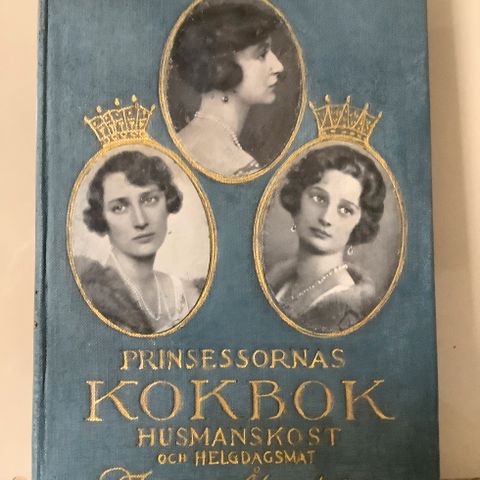 PRINSESSORNAS
KOKBOK
HUSMANSKOST
OCH HELGDAGSMAT